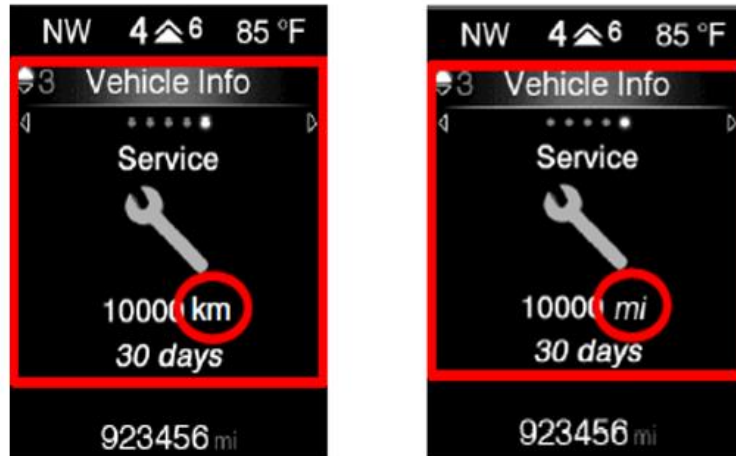 NW 4 6 85 °F
3 Vehicle Info
Service
10000 km
30 days
923456 mi
NW 4 6 85 °F
3 Vehicle Info
Service
10000 mi
30 days
923456 mi